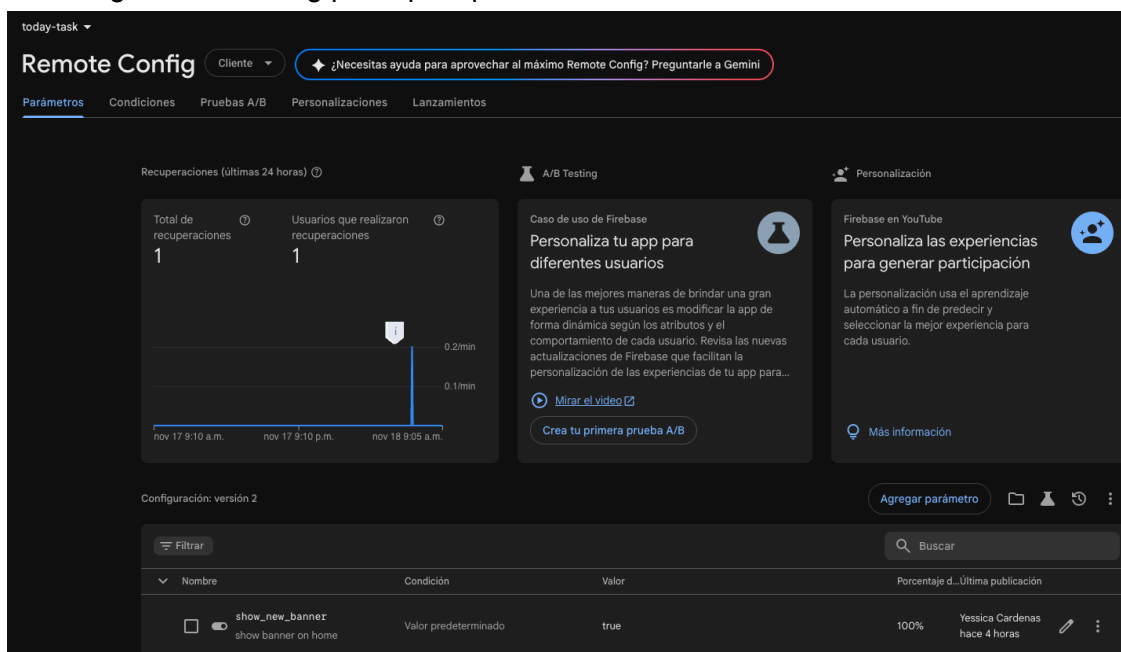 today-task
Remote Config
Cliente
¿Necesitas ayuda para aprovechar al máximo Remote Config? Preguntarle a Gemini
Parámetros
Condiciones
Pruebas A/B
Personalizaciones
Lanzamientos
Recuperaciones (últimas 24 horas)
Total de
recuperaciones
1
Usuarios que realizaron
recuperaciones
1
i
0.2/min
0.1/min
nov 17 9:10 a.m.
nov 17 9:10 p.m.
nov 18 9:05 a.m.
A/B Testing
Caso de uso de Firebase
Personaliza tu app para
diferentes usuarios
Una de las mejores maneras de brindar una gran
experiencia a tus usuarios es modificar la app de
forma dinámica según los atributos y el
comportamiento de cada usuario. Revisa las nuevas
actualizaciones de Firebase que facilitan la
personalización de las experiencias de tu app para...
Mirar el video
Crea tu primera prueba A/B
Personalización
Firebase en YouTube
Personaliza las experiencias
para generar participación
La personalización usa el aprendizaje
automático a fin de predecir y
seleccionar la mejor experiencia para
cada usuario.
Más información
Configuración: versión 2
Agregar parámetro
Filtrar
Buscar
Nombre
Condición
Valor
Porcentaje d...
Última publicación
show_new_banner
show banner on home
Valor predeterminado
true
100%
Yessica Cardenas
hace 4 horas